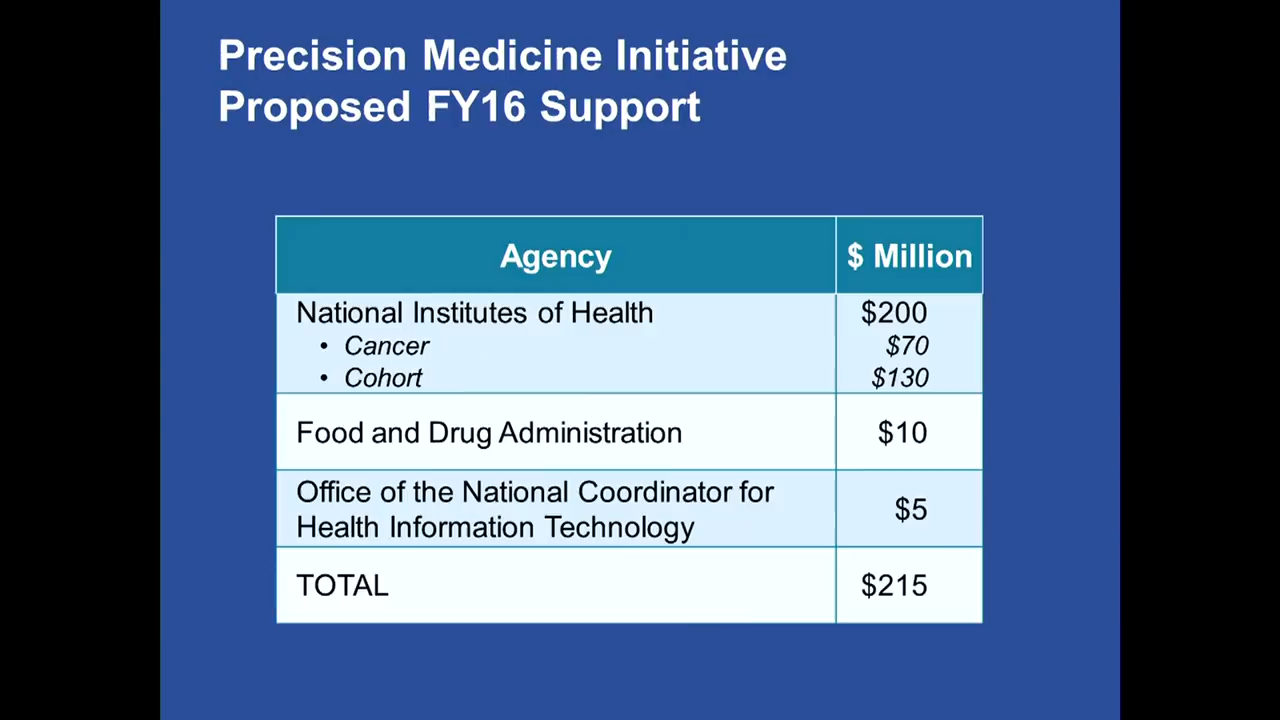 Precision Medicine Initiative
Proposed FY16 Support
Agency $ Million
National Institutes of Health $200
• Cancer $70
• Cohort $130
Food and Drug Administration $10
Office of the National Coordinator for
Health Information Technology $5
TOTAL $215